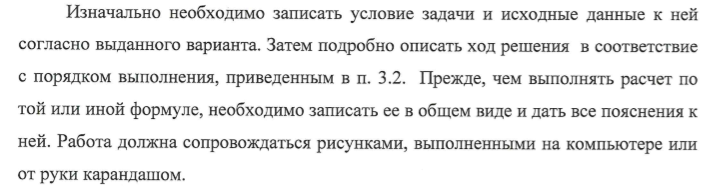 Изначально необходимо записать условие задачи и исходные данные к ней
согласно выданного варианта. Затем подробно описать ход решения в соответствие
с порядком выполнения, приведенным в п. 3.2. Прежде, чем выполнять расчет по
той или иной формуле, необходимо записать ее в общем виде и дать все пояснения к
ней. Работа должна сопровождаться рисунками, выполненными на компьютере или
от руки карандашом.